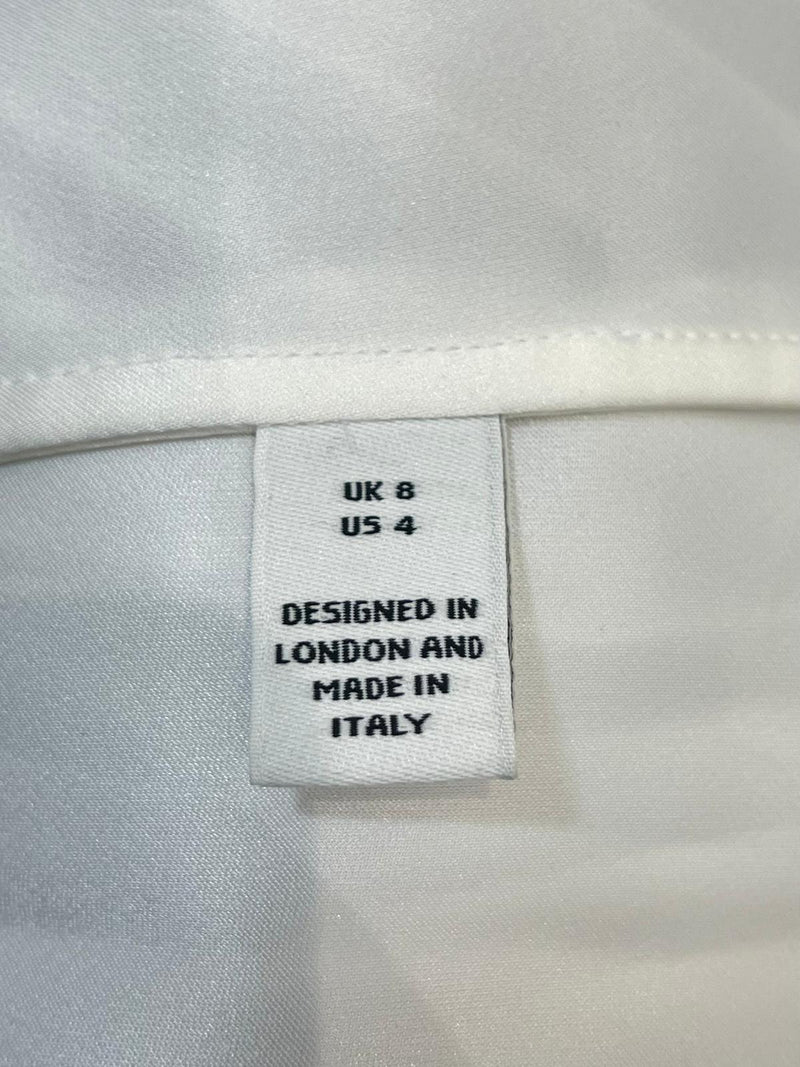 UK 8
US 4
DESIGNED IN
LONDON AND
MADE IN
ITALY